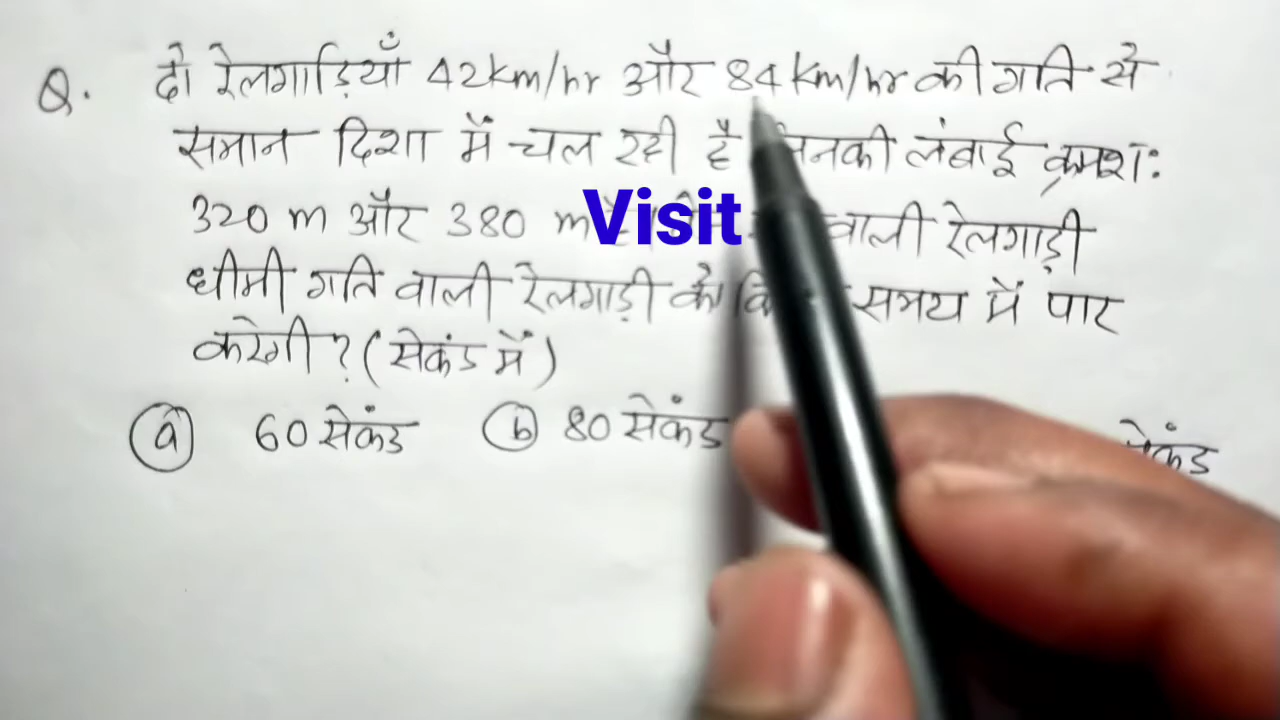 Q. दो रेलगाड़ियाँ 42km/hr और 84km/hr की गति से
समान दिशा में चल रही है जिनकी लंबाई क्रमशः
320 m और 380 m वाली रेलगाड़ी
Visit
धीमी गति वाली रेलगाड़ी को समय में पार
करेगी? (सेकंड में)
(a) 60 सेकंड (b) 80 सेकंड सेकंड